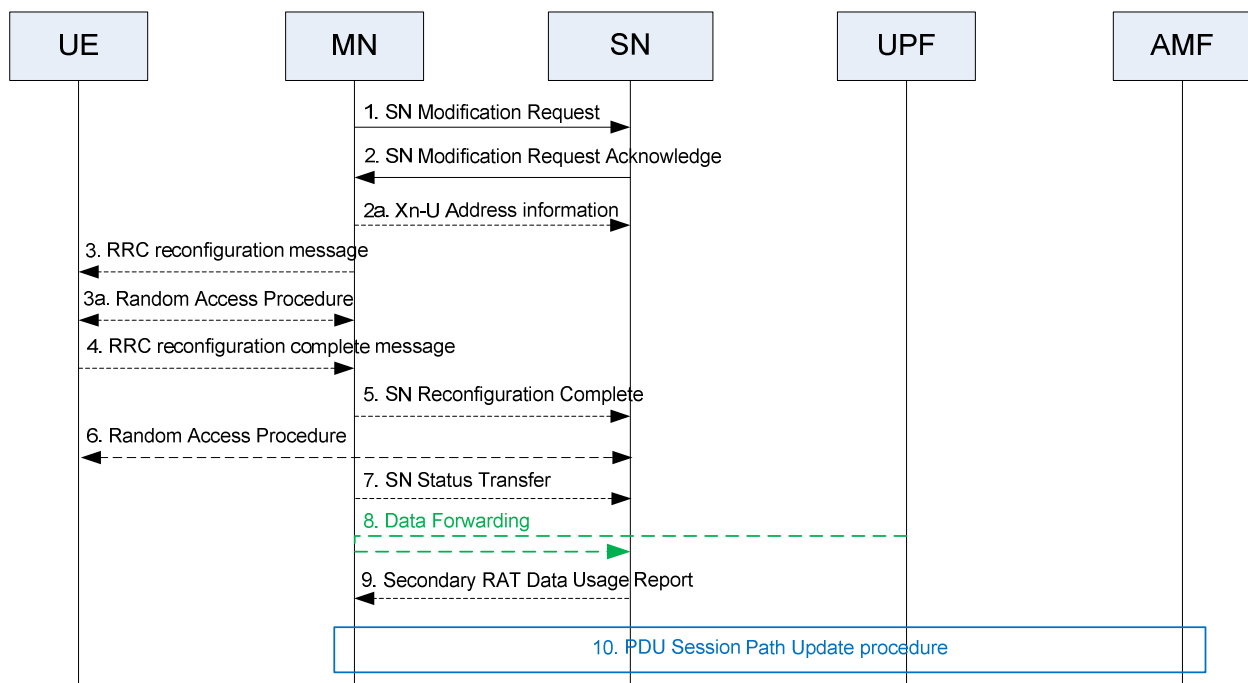 UE
MN
SN
UPF
AMF
1. SN Modification Request
2. SN Modification Request Acknowledge
2a. Xn-U Address information
3. RRC reconfiguration message
3a. Random Access Procedure
4. RRC reconfiguration complete message
5. SN Reconfiguration Complete
6. Random Access Procedure
7. SN Status Transfer
8. Data Forwarding
9. Secondary RAT Data Usage Report
10. PDU Session Path Update procedure